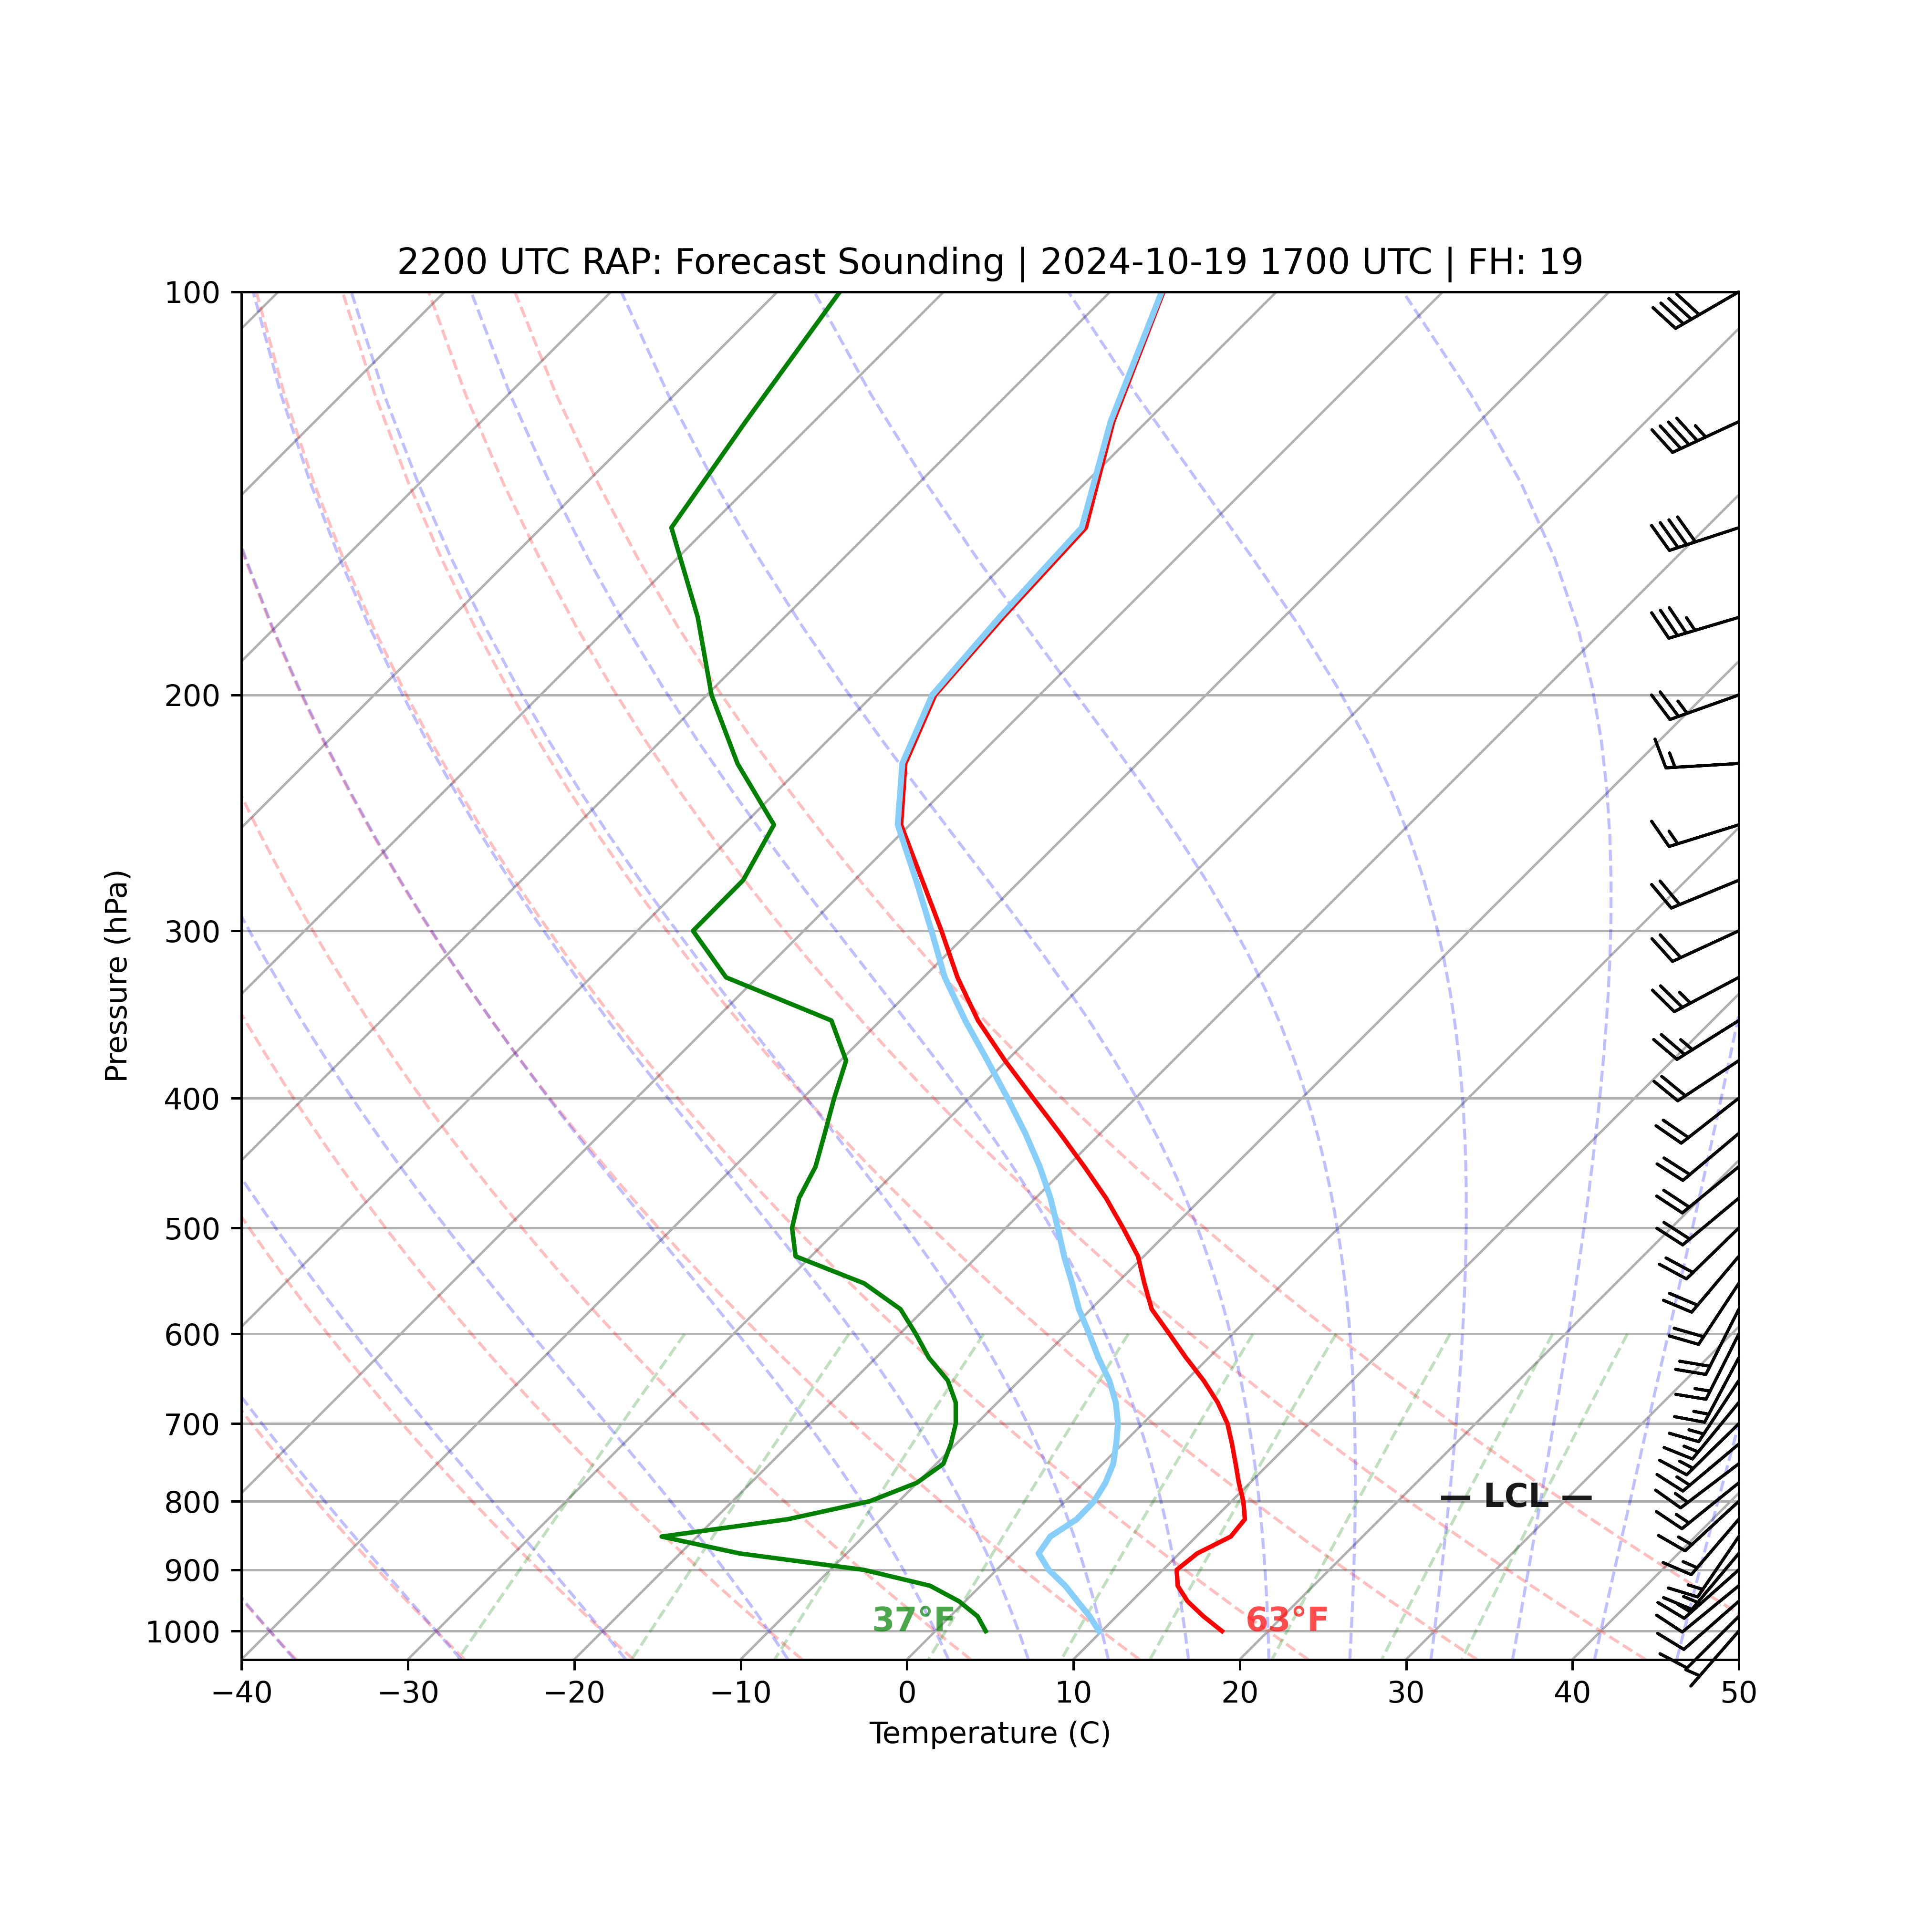 2200 UTC RAP: Forecast Sounding | 2024-10-19 1700 UTC | FH: 19
100
200
300
400
500
600
700
800
900
1000
Pressure (hPa)
— LCL —
37°F
63°F
−40 −30 −20 −10 0 10 20 30 40 50
Temperature (C)